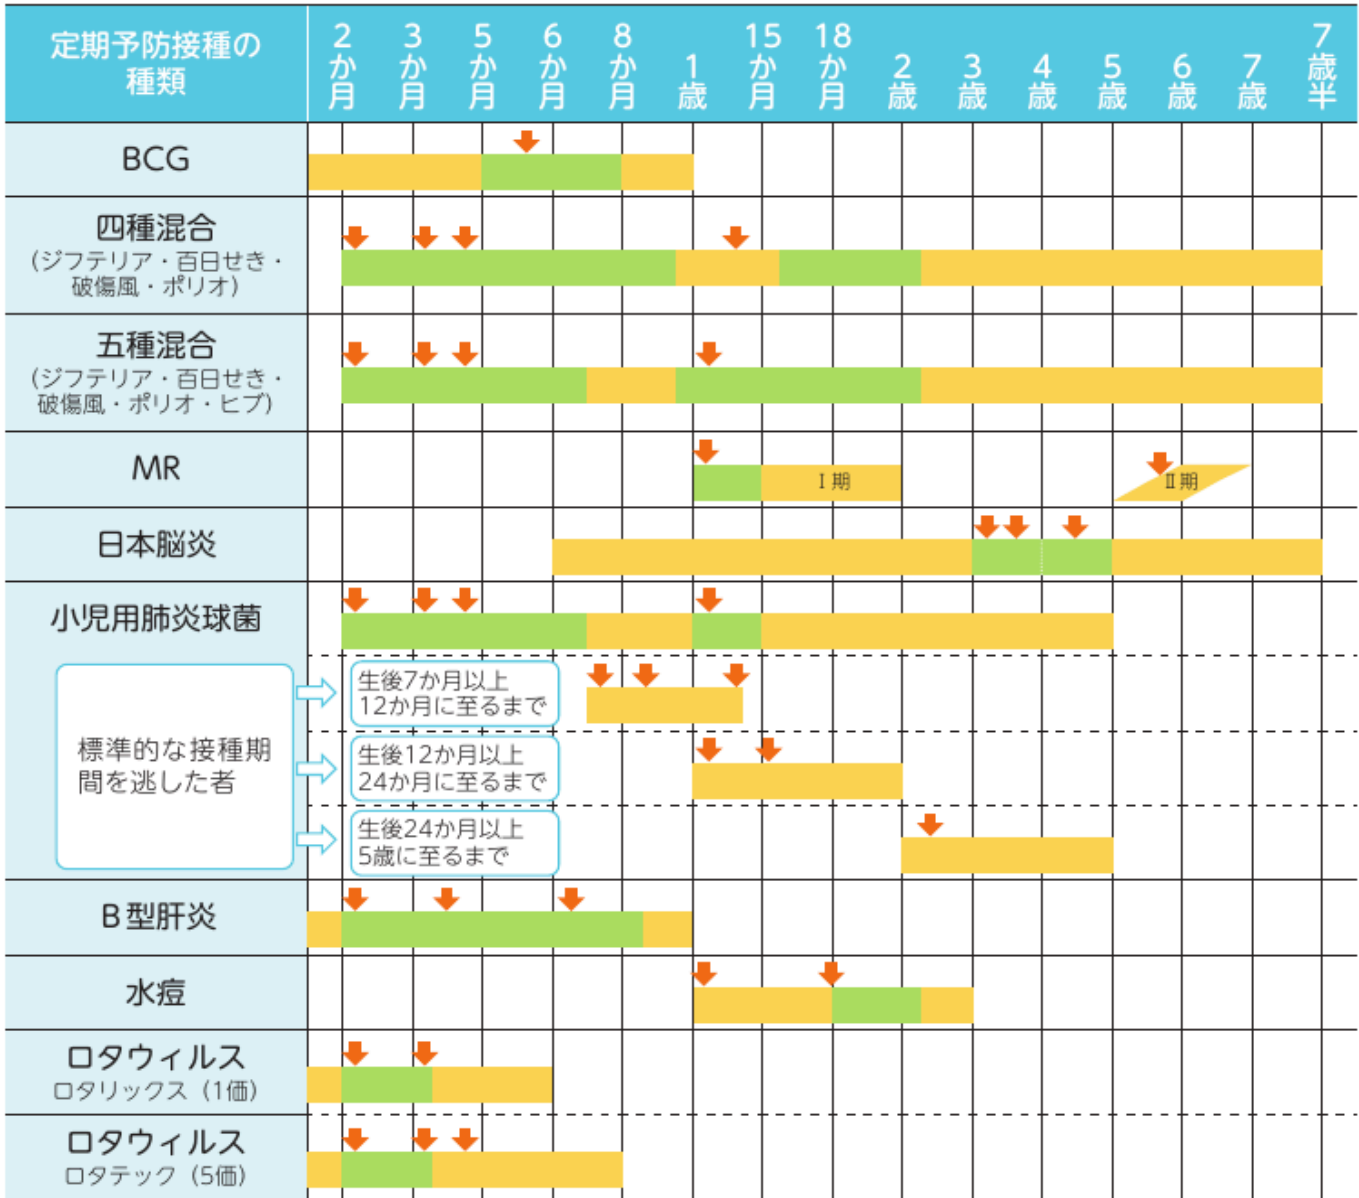 定期予防接種の
種類
2か月
3か月
5か月
6か月
8か月
1歳
15か月
18か月
2歳
3歳
4歳
5歳
6歳
7歳
7歳半
BCG
四種混合
(ジフテリア・百日せき・
破傷風・ポリオ)
五種混合
(ジフテリア・百日せき・
破傷風・ポリオ・ヒブ)
MR
Ⅰ期
Ⅱ期
日本脳炎
小児用肺炎球菌
標準的な接種期
間を逃した者
生後7か月以上
12か月に至るまで
生後12か月以上
24か月に至るまで
生後24か月以上
5歳に至るまで
B型肝炎
水痘
ロタウィルス
ロタリックス(1価)
ロタウィルス
ロタテック(5価)